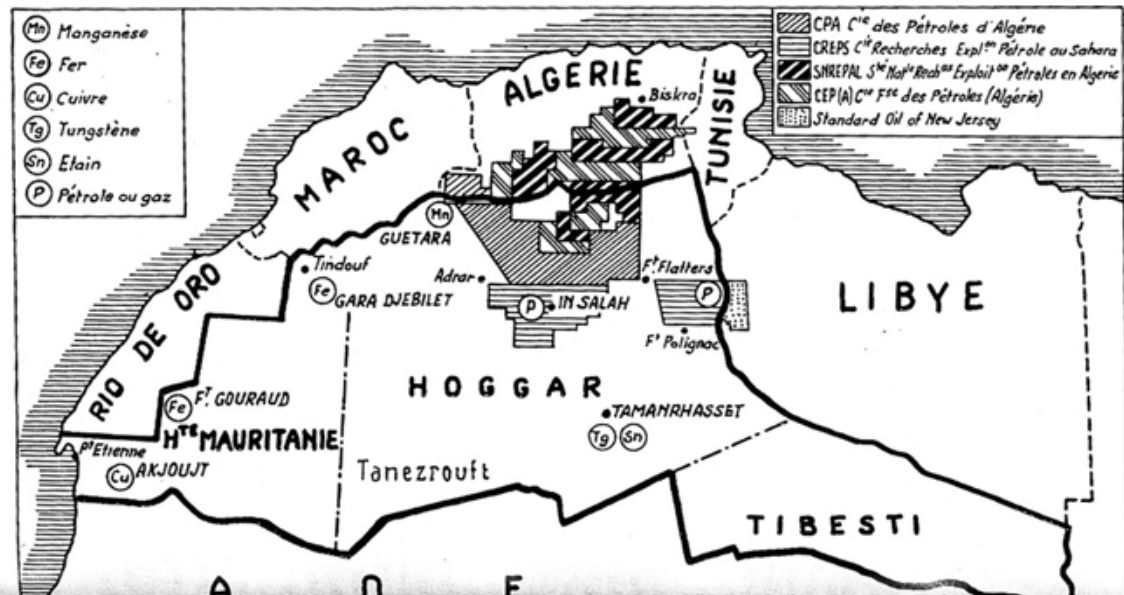 Mn Manganèse
Fe Fer
Cu Cuivre
Tg Tungstène
Sn Etain
P Pétrole ou gaz
CPA Cie des Pétroles d'Algérie
CREPS Cie Recherches Explon Pétrole au Sahara
SNREPAL Sté Natle Rechas Exploiton Pétroles en Algerie
CEP(A) Cie Fse des Pétroles (Algérie)
Standard Oil of New Jersey
ALGERIE
Biskra
TUNISIE
MAROC
Mn
GUETARA
Tindouf
Fe
GARA DJEBILET
Adrar
Ft Flatters
P
IN SALAH
P
Ft Polignac
LIBYE
RIO DE ORO
HOGGAR
Ft. GOURAUD
Fe
HTE MAURITANIE
TAMANRHASSET
Tg Sn
Pt Etienne
Cu AKJOUJT
Tanezrouft
TIBESTI
A O F